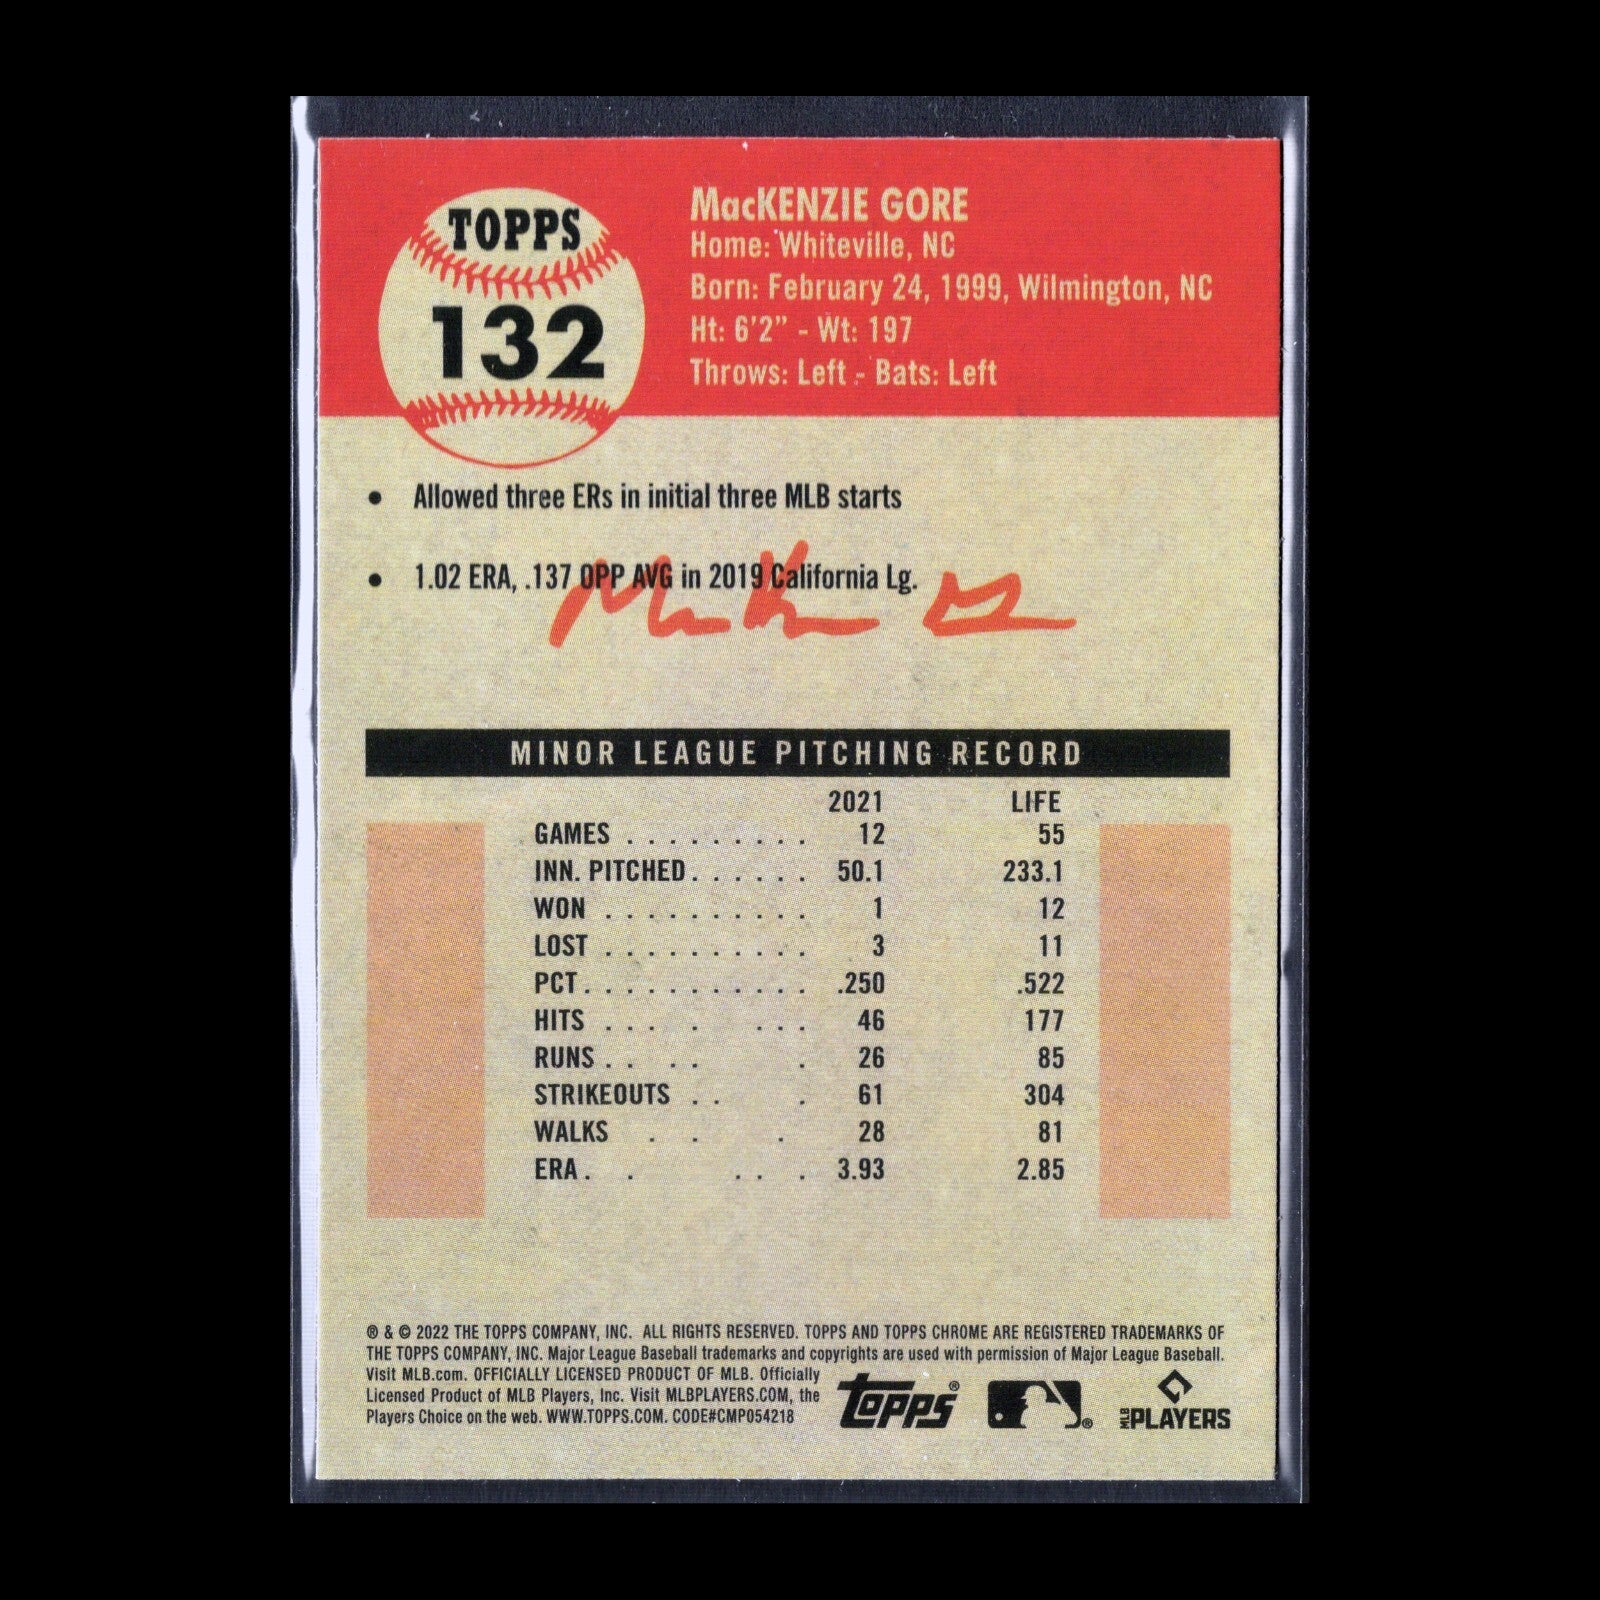 TOPPS
132
MacKENZIE GORE
Home: Whiteville, NC
Born: February 24, 1999, Wilmington, NC
Ht: 6'2" - Wt: 197
Throws: Left - Bats: Left
• Allowed three ERs in initial three MLB starts
• 1.02 ERA, .137 OPP AVG in 2019 California Lg.
MINOR LEAGUE PITCHING RECORD
2021 LIFE
GAMES . . . . . . . . . 12 55
INN. PITCHED . . . . . . 50.1 233.1
WON . . . . . . . . . . 1 12
LOST . . . . . . . . . . 3 11
PCT . . . . . . . . . . . .250 .522
HITS . . . . . . . 46 177
RUNS . . . . . 26 85
STRIKEOUTS . . . 61 304
WALKS . . . 28 81
ERA . . . . . 3.93 2.85
® & © 2022 THE TOPPS COMPANY, INC. ALL RIGHTS RESERVED. TOPPS AND TOPPS CHROME ARE REGISTERED TRADEMARKS OF
THE TOPPS COMPANY, INC. Major League Baseball trademarks and copyrights are used with permission of Major League Baseball.
Visit MLB.com. OFFICIALLY LICENSED PRODUCT OF MLB. Officially
Licensed Product of MLB Players, Inc. Visit MLBPLAYERS.COM, the
Players Choice on the web. WWW.TOPPS.COM. CODE#CMP054218
Topps® ® MLB PLAYERS